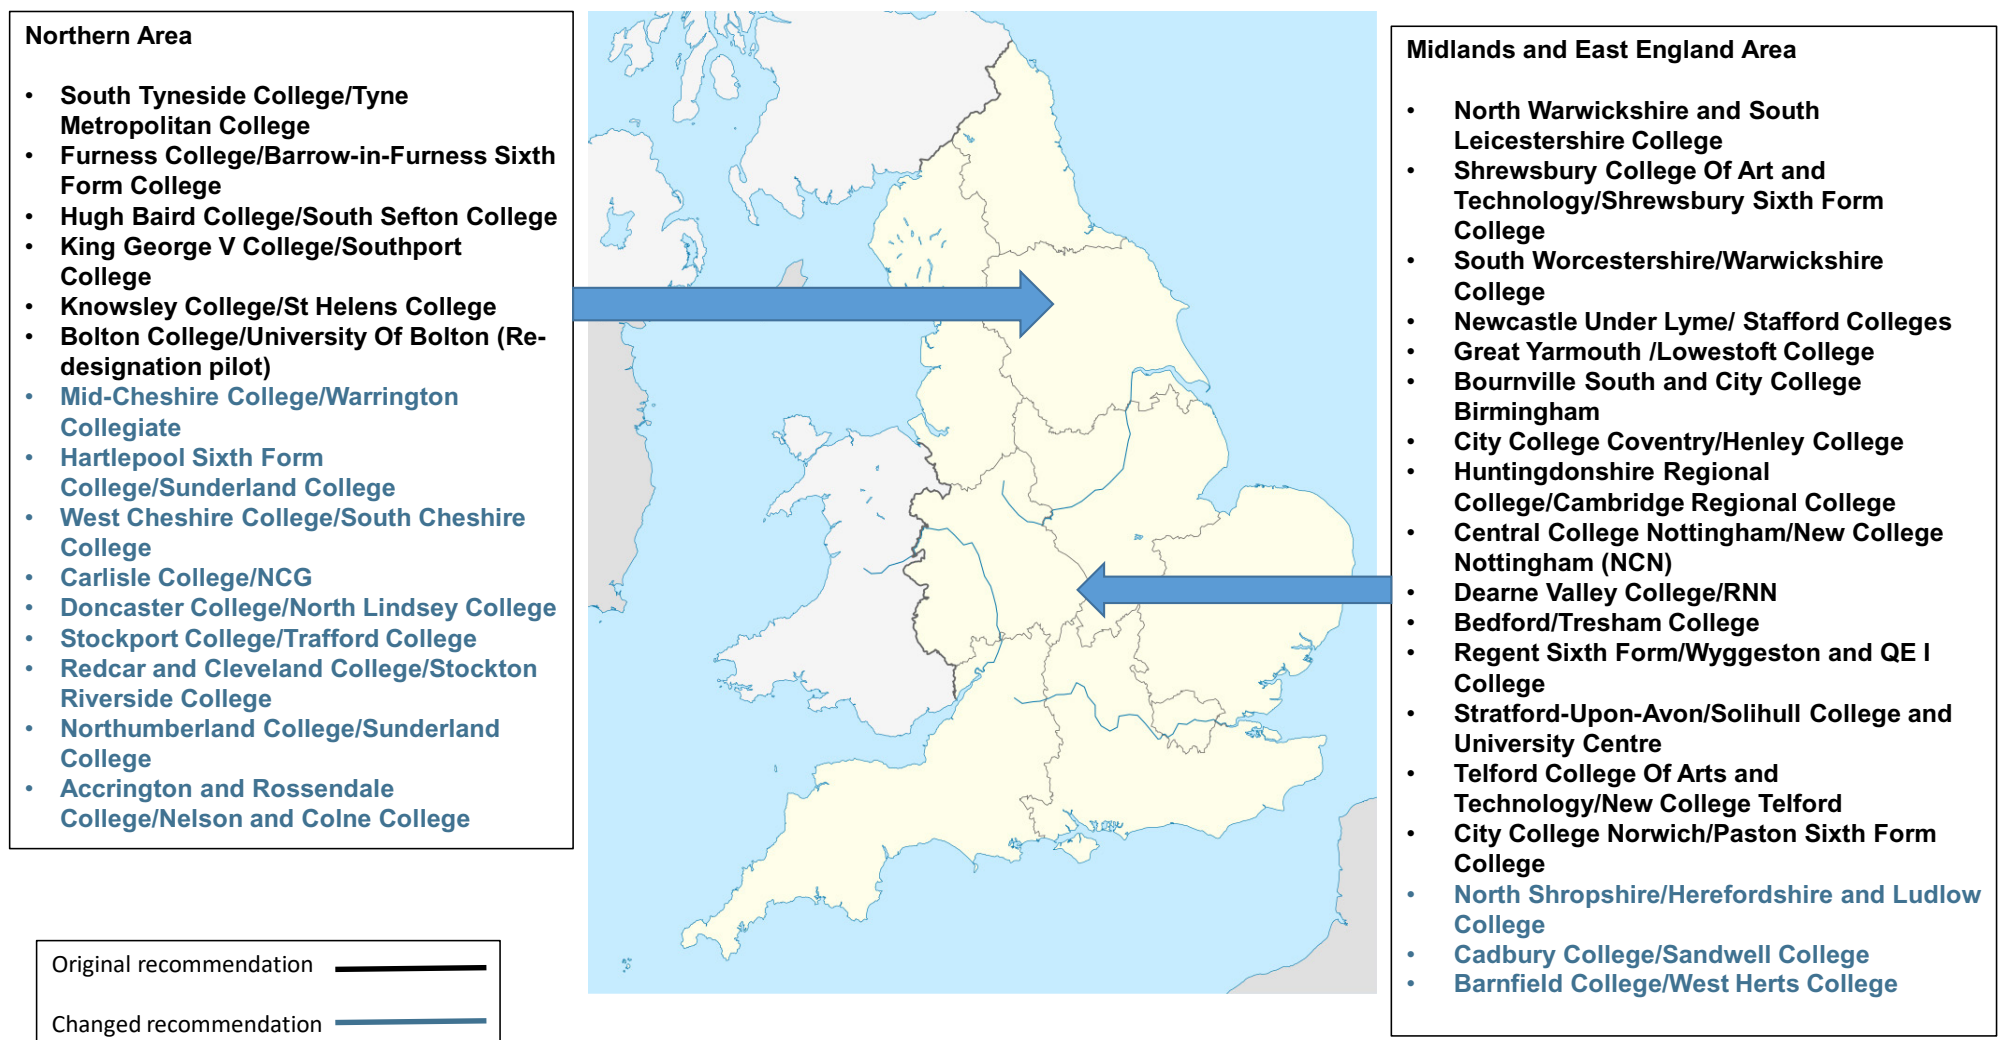 Northern Area
• South Tyneside College/Tyne
Metropolitan College
• Furness College/Barrow-in-Furness Sixth
Form College
• Hugh Baird College/South Sefton College
• King George V College/Southport
College
• Knowsley College/St Helens College
• Bolton College/University Of Bolton (Re-
designation pilot)
• Mid-Cheshire College/Warrington
Collegiate
• Hartlepool Sixth Form
College/Sunderland College
• West Cheshire College/South Cheshire
College
• Carlisle College/NCG
• Doncaster College/North Lindsey College
• Stockport College/Trafford College
• Redcar and Cleveland College/Stockton
Riverside College
• Northumberland College/Sunderland
College
• Accrington and Rossendale
College/Nelson and Colne College
Original recommendation
Changed recommendation
Midlands and East England Area
• North Warwickshire and South
Leicestershire College
• Shrewsbury College Of Art and
Technology/Shrewsbury Sixth Form
College
• South Worcestershire/Warwickshire
College
• Newcastle Under Lyme/ Stafford Colleges
• Great Yarmouth /Lowestoft College
• Bournville South and City College
Birmingham
• City College Coventry/Henley College
• Huntingdonshire Regional
College/Cambridge Regional College
• Central College Nottingham/New College
Nottingham (NCN)
• Dearne Valley College/RNN
• Bedford/Tresham College
• Regent Sixth Form/Wyggeston and QE I
College
• Stratford-Upon-Avon/Solihull College and
University Centre
• Telford College Of Arts and
Technology/New College Telford
• City College Norwich/Paston Sixth Form
College
• North Shropshire/Herefordshire and Ludlow
College
• Cadbury College/Sandwell College
• Barnfield College/West Herts College